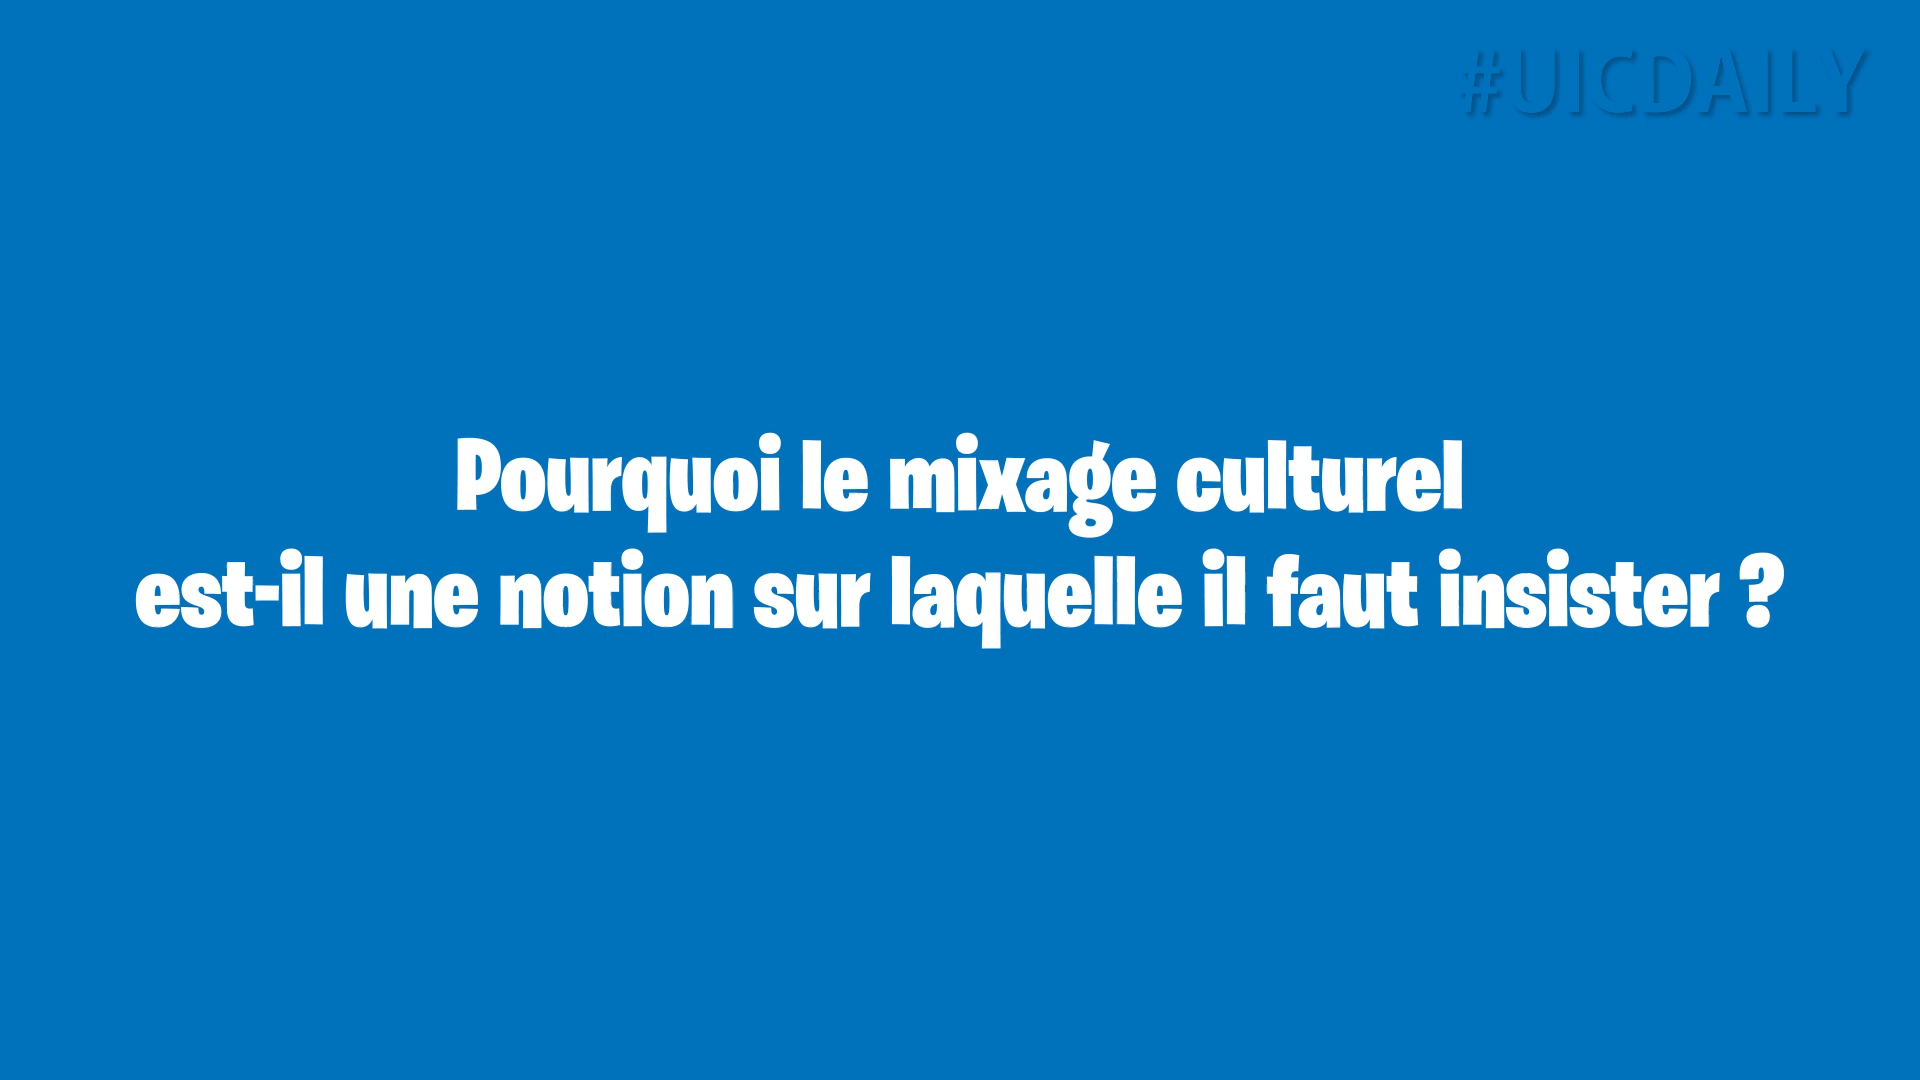 #UICDAILY
Pourquoi le mixage culturel
est-il une notion sur laquelle il faut insister ?